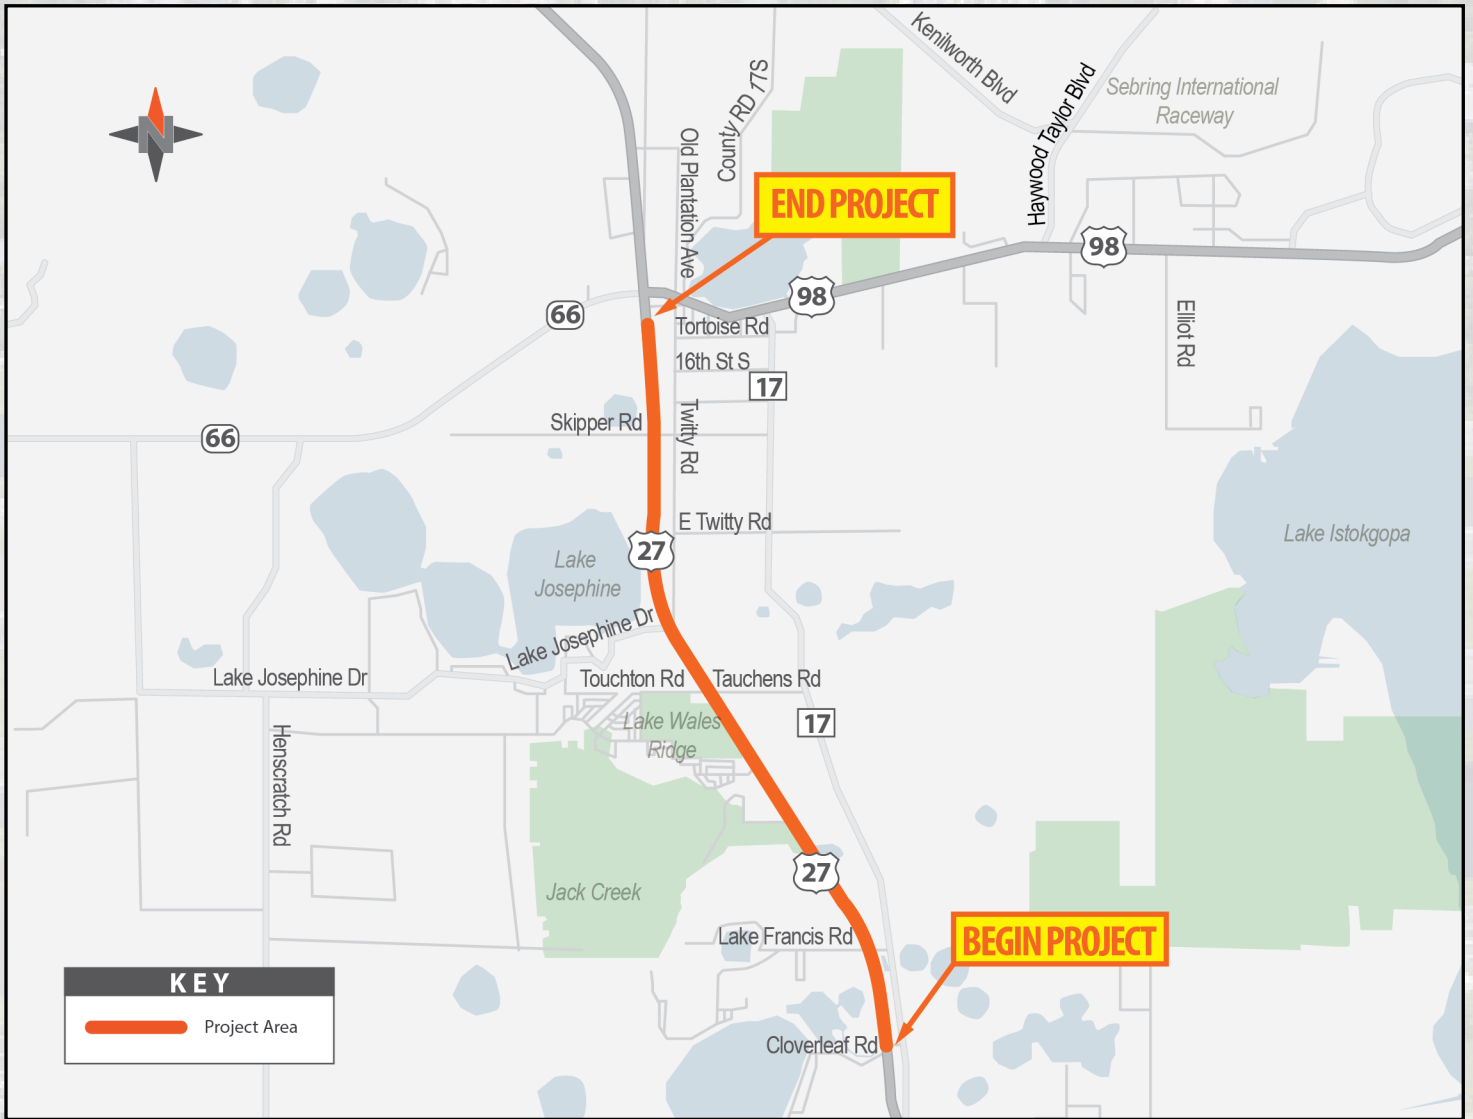 Kenilworth Blvd
Haywood Taylor Blvd
Sebring International
Raceway
County RD 17S
Old Plantation Ave
N
END PROJECT
98
98
66
Tortoise Rd
Elliot Rd
16th St S
17
Skipper Rd
Twitty Rd
66
E Twitty Rd
Lake Istokgopa
27
Lake
Josephine
Lake Josephine Dr
Lake Josephine Dr
Touchton Rd
Tauchens Rd
Lake Wales
Ridge
17
Henscratch Rd
27
Jack Creek
Lake Francis Rd
BEGIN PROJECT
KEY
Project Area
Cloverleaf Rd